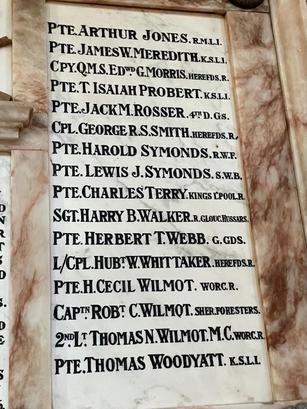 PTE. ARTHUR JONES. R.M.L.I.
PTE. JAMES W. MEREDITH. K.S.L.I.
CPY. Q.M.S. EDWD G. MORRIS. HEREFDS. R.
PTE. T. ISAIAH PROBERT. K.S.L.I.
PTE. JACK M. ROSSER. 4TH D. GS.
CPL. GEORGE R.S. SMITH. HEREFDS. R.
PTE. HAROLD SYMONDS. R.W.F.
PTE. LEWIS J. SYMONDS. S.W.B.
PTE. CHARLES TERRY. KINGS L'POOL. R.
SGT. HARRY B. WALKER. R. GLOUC. HUSSARS.
PTE. HERBERT T. WEBB. G. GDS.
L/CPL. HUBT. W. WHITTAKER. HEREFDS. R.
PTE. H. CECIL WILMOT. WORC. R.
CAPTN ROBT C. WILMOT. SHER. FORESTERS.
2ND LT THOMAS N. WILMOT. M.C. WORC. R.
PTE. THOMAS WOODYATT. K.S.L.I.